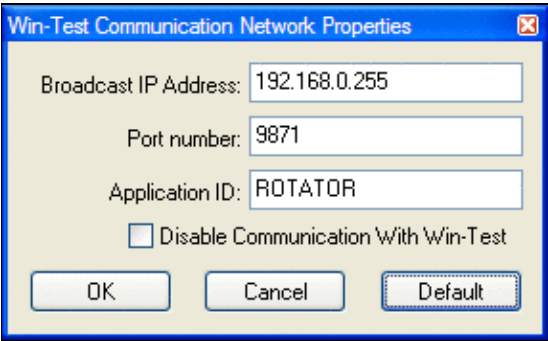 Win-Test Communication Network Properties
Broadcast IP Address: 192.168.0.255
Port number: 9871
Application ID: ROTATOR
Disable Communication With Win-Test
OK Cancel Default